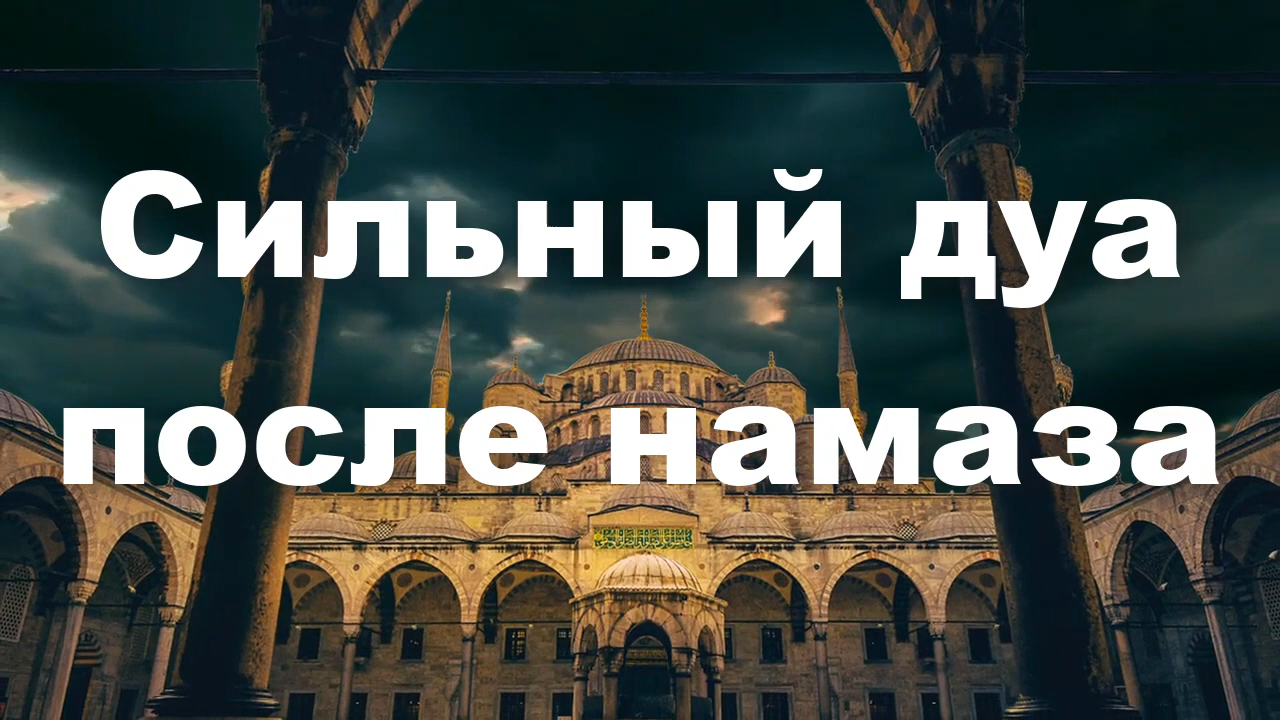 Сильный дуа
после намаза